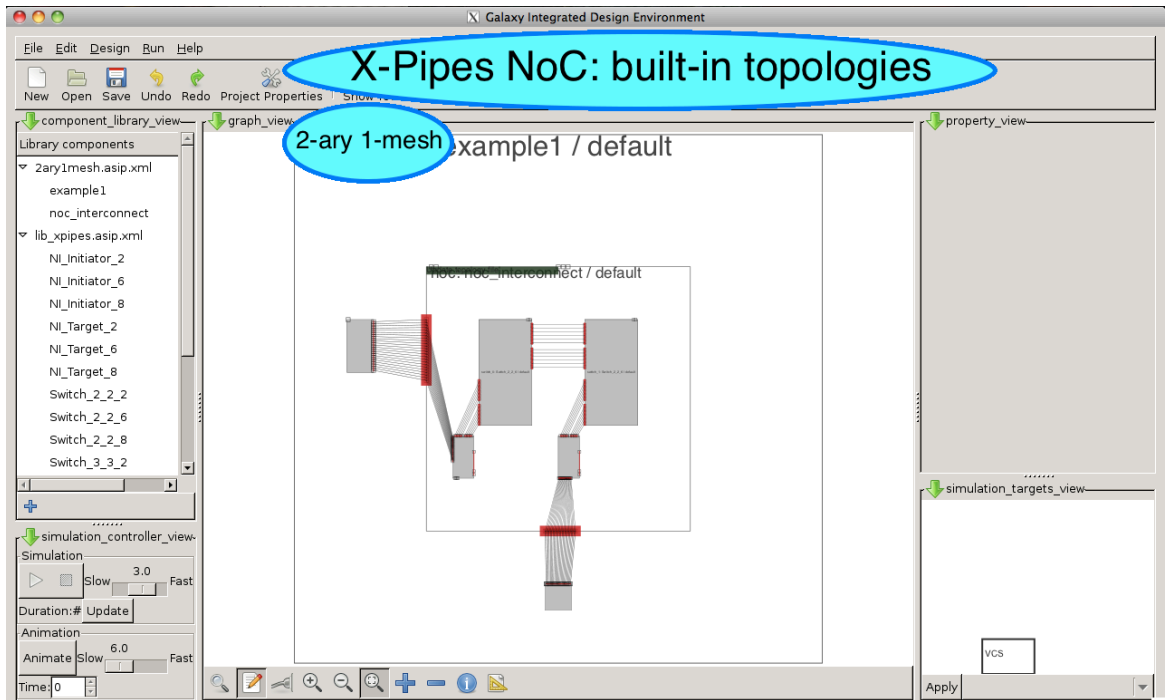 Galaxy Integrated Design Environment
File Edit Design Run Help
X-Pipes NoC: built-in topologies
New Open Save Undo Redo Project Properties
component_library_view
graph_view
2-ary 1-mesh
example1 / default
property_view
Library components
2ary1mesh.asip.xml
example1
noc_interconnect
lib_xpipes.asip.xml
NI_Initiator_2
NI_Initiator_6
NI_Initiator_8
NI_Target_2
NI_Target_6
NI_Target_8
Switch_2_2_2
Switch_2_2_6
Switch_2_2_8
Switch_3_3_2
noc: noc_interconnect / default
simulation_controller_view
Simulation
Slow 3.0 Fast
Duration:# Update
Animation
Animate Slow 6.0 Fast
Time: 0
simulation_targets_view
vcs
Apply